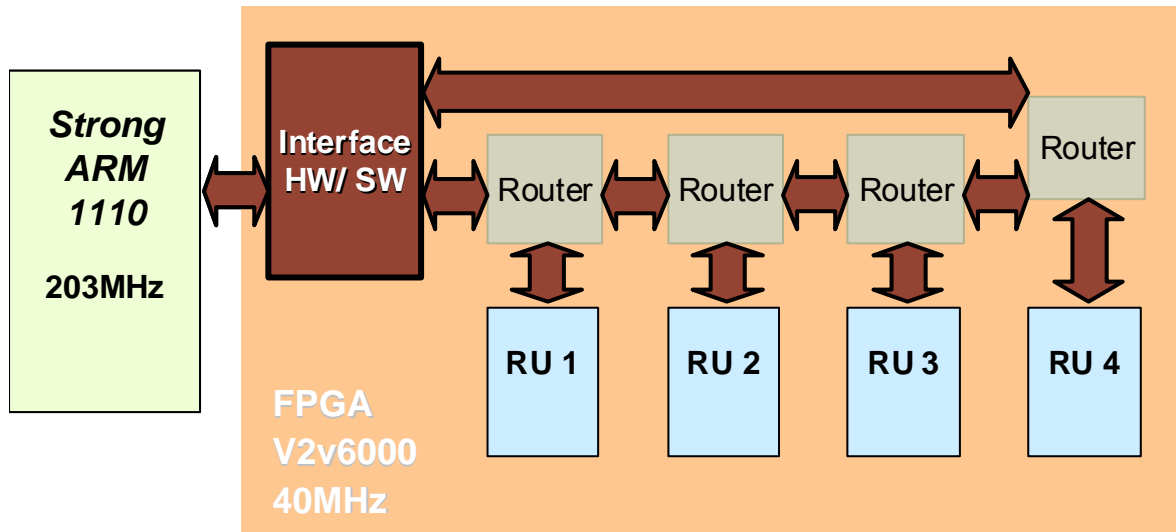 Strong
ARM
1110
203MHz
Interface
HW/ SW
Router
Router
Router
Router
RU 1
RU 2
RU 3
RU 4
FPGA
V2v6000
40MHz